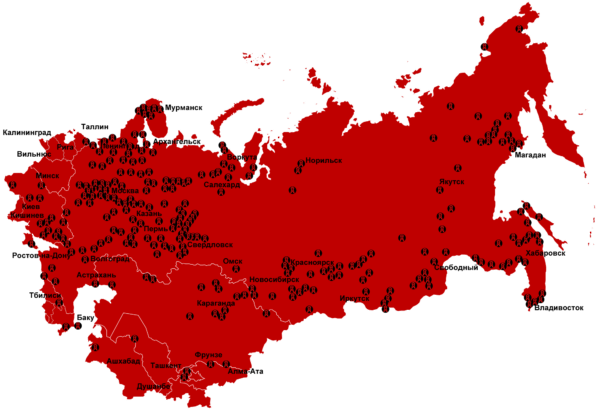 Мурманск
Таллин
Калининград
Архангельск
Рига
Ленинград
Вильнюс
Воркута
Норильск
Магадан
Минск
Салехард
Якутск
Москва
Киев
Казань
Кишинев
Пермь
Свердловск
Ростов-на-Дону
Хабаровск
Волгоград
Омск
Красноярск
Свободный
Астрахань
Новосибирск
Тбилиси
Иркутск
Караганда
Владивосток
Баку
Фрунзе
Ашхабад
Ташкент
Алма-Ата
Душанбе